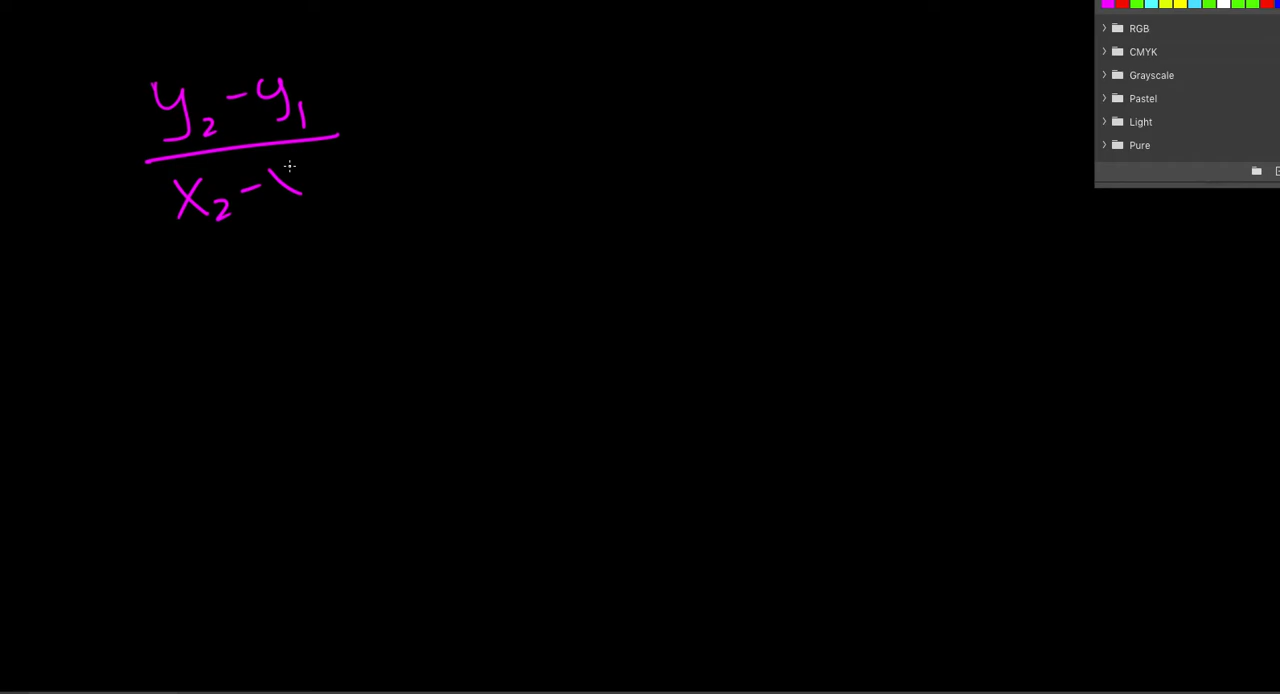 y₂ - y₁
x₂ -
RGB
CMYK
Grayscale
Pastel
Light
Pure